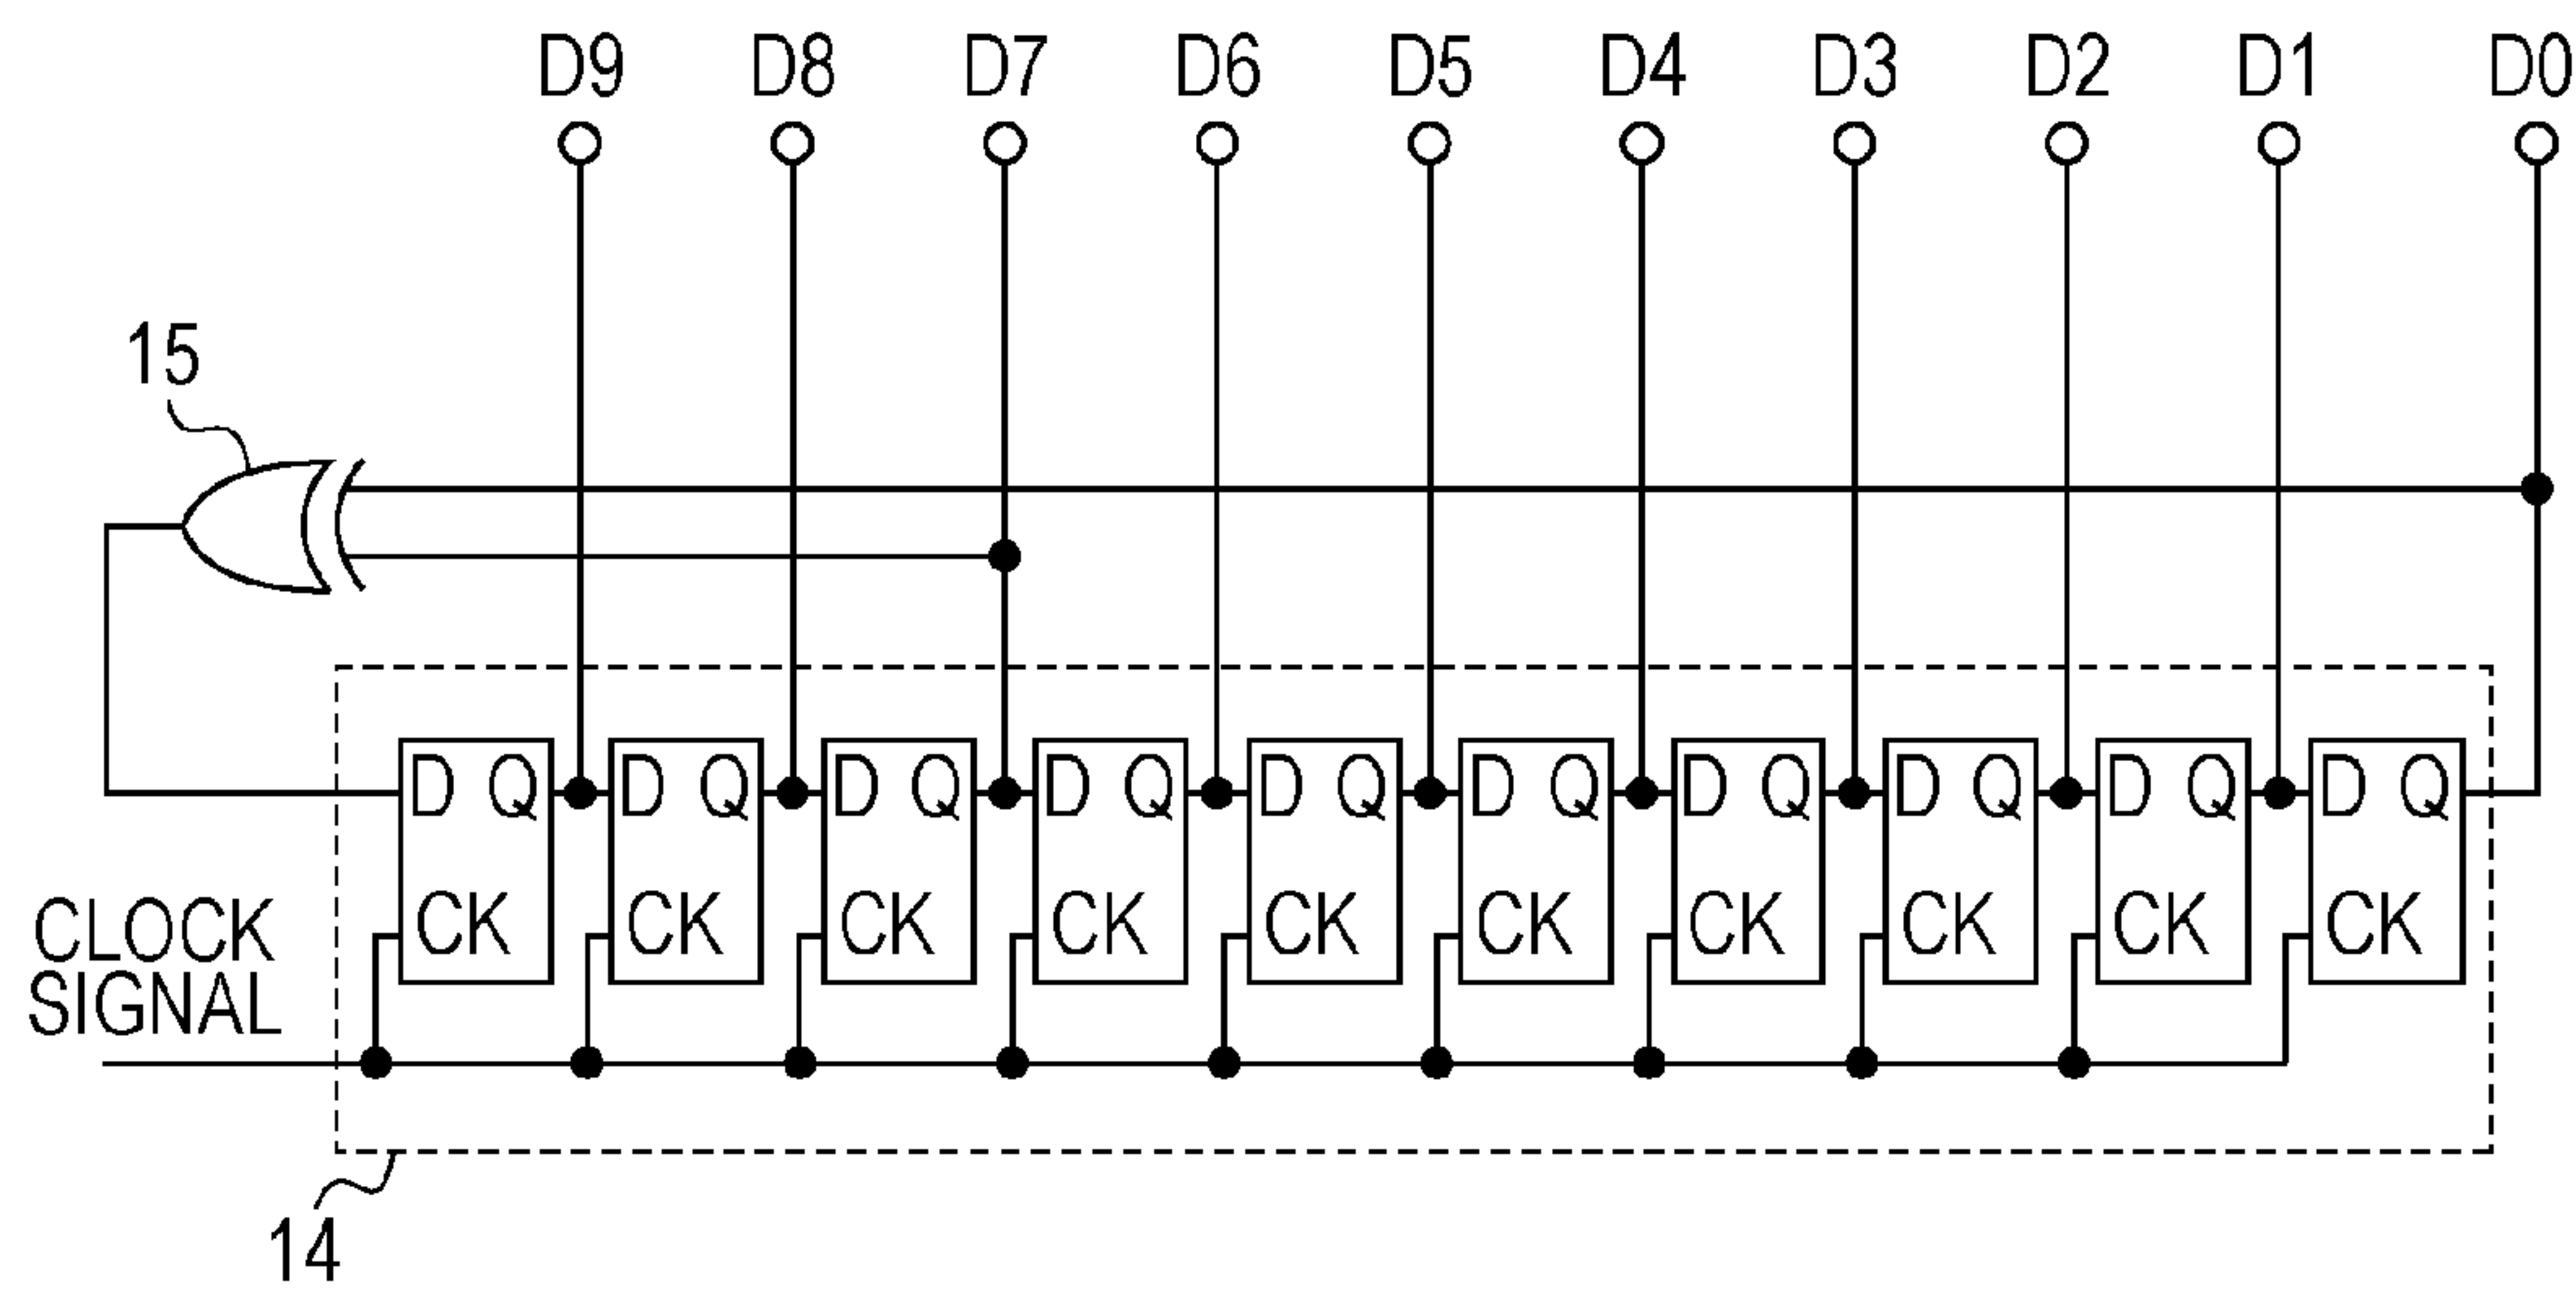 D9 D8 D7 D6 D5 D4 D3 D2 D1 D0
15
D Q D Q D Q D Q D Q D Q D Q D Q D Q D Q
CK CK CK CK CK CK CK CK CK CK
CLOCK
SIGNAL
14